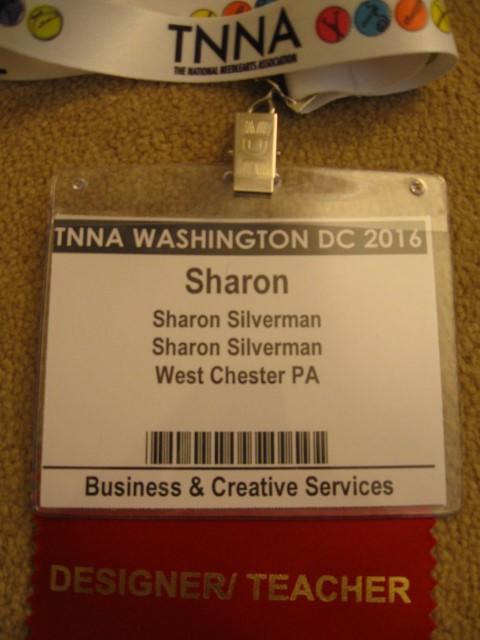 TNNA
THE NATIONAL NEEDLEARTS ASSOCIATION
TNNA WASHINGTON DC 2016
Sharon
Sharon Silverman
Sharon Silverman
West Chester PA
Business & Creative Services
DESIGNER/ TEACHER